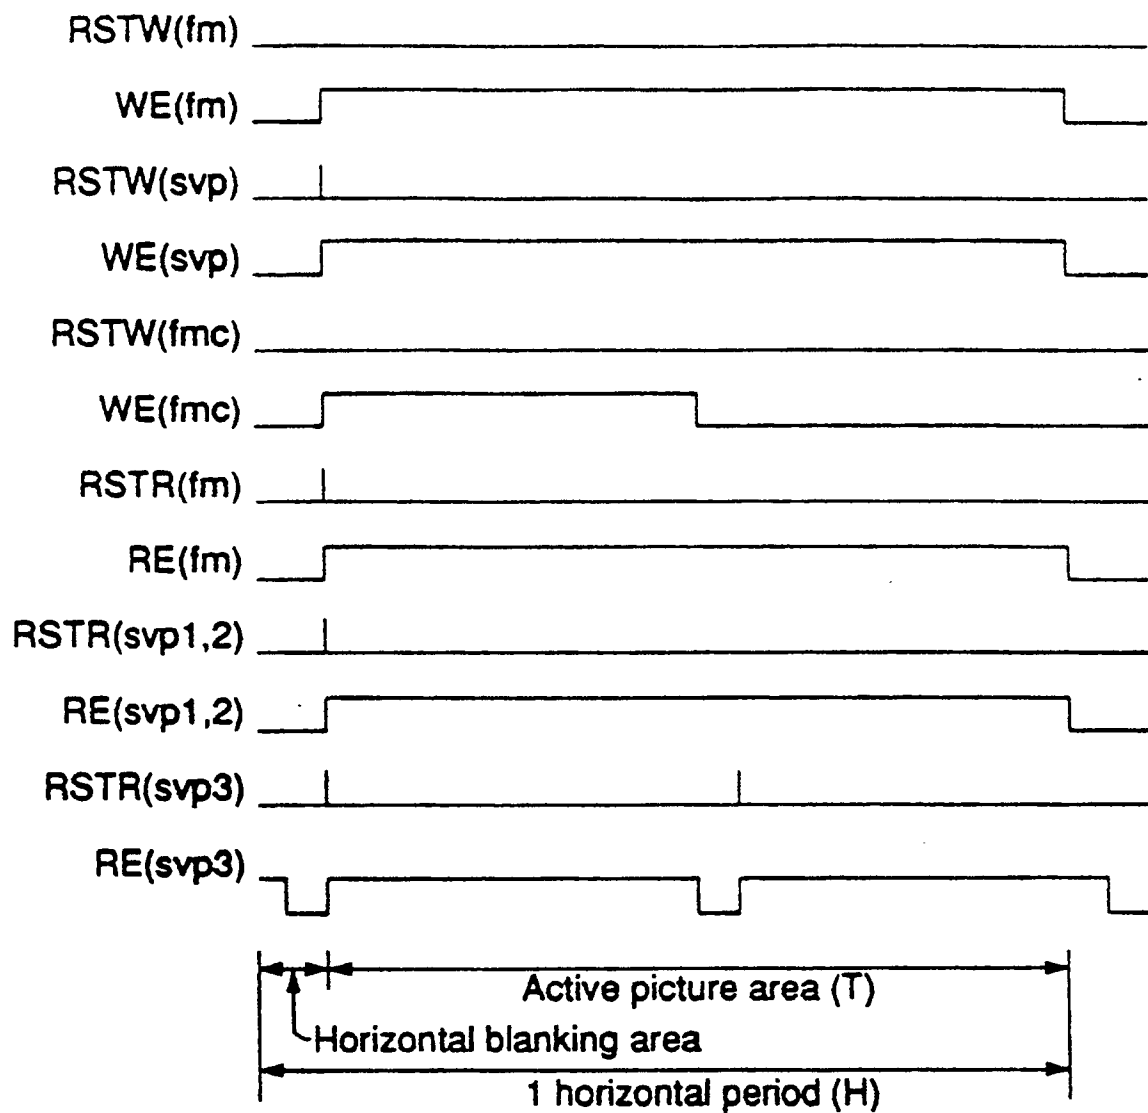 RSTW(fm)
WE(fm)
RSTW(svp)
WE(svp)
RSTW(fmc)
WE(fmc)
RSTR(fm)
RE(fm)
RSTR(svp1,2)
RE(svp1,2)
RSTR(svp3)
RE(svp3)
Active picture area (T)
Horizontal blanking area
1 horizontal period (H)